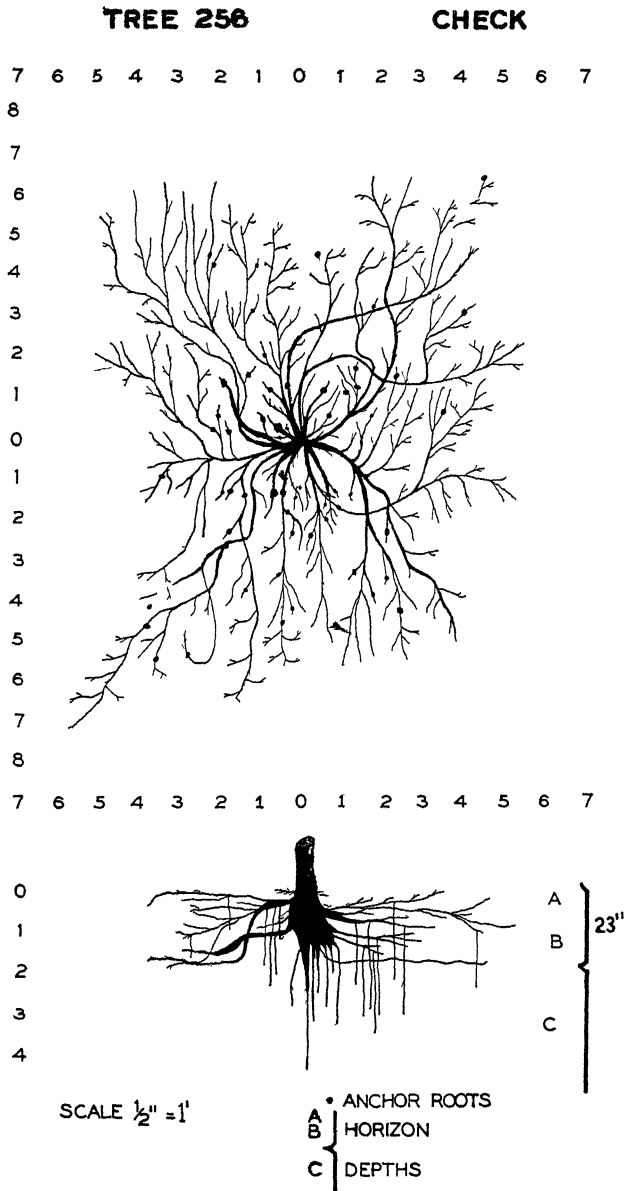 TREE 258 CHECK
7 6 5 4 3 2 1 0 1 2 3 4 5 6 7
8
7
6
5
4
3
2
1
0
1
2
3
4
5
6
7
8
7 6 5 4 3 2 1 0 1 2 3 4 5 6 7
0 A
23"
1 B
2
3 C
4
SCALE 1/2" = 1'
• ANCHOR ROOTS
A
B HORIZON
C DEPTHS